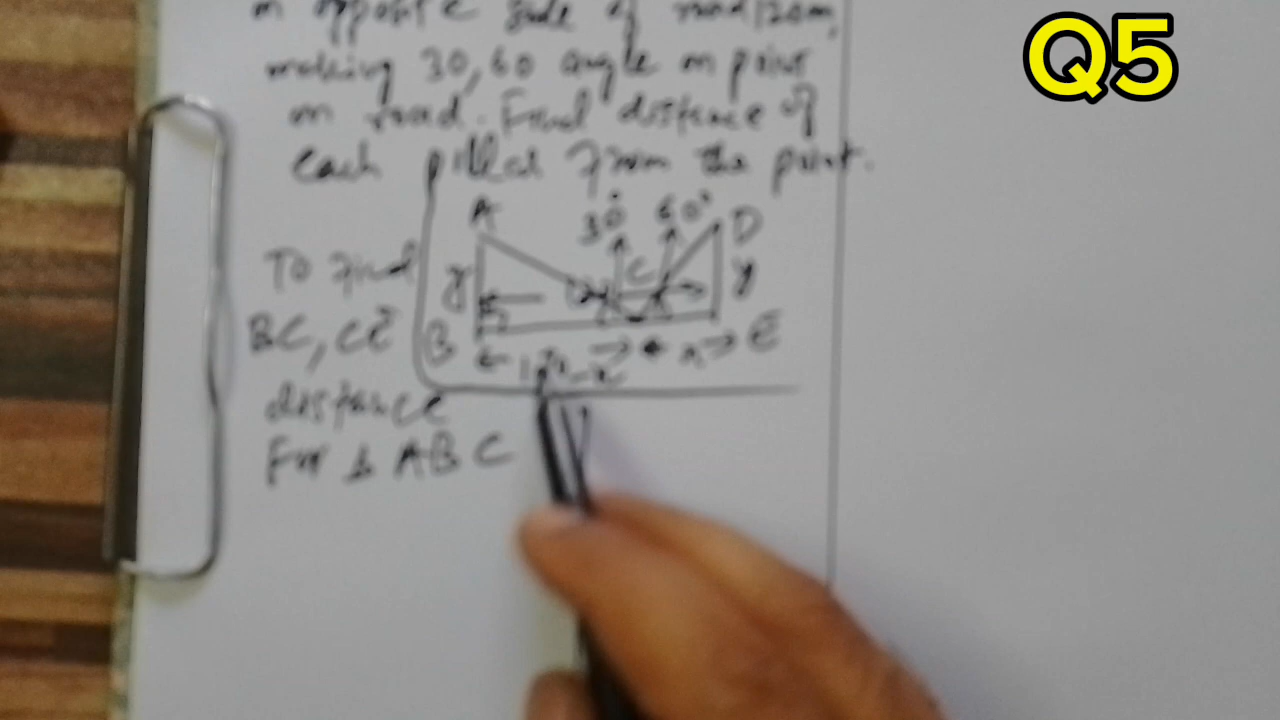 Q5
on opposite side of road 120m,
making 30, 60 angle on point
on road. Find distance of
each pillar from the point.
A 30° 60° D
To find y C y
BC, CE B E
120-x x
distance
For Δ ABC